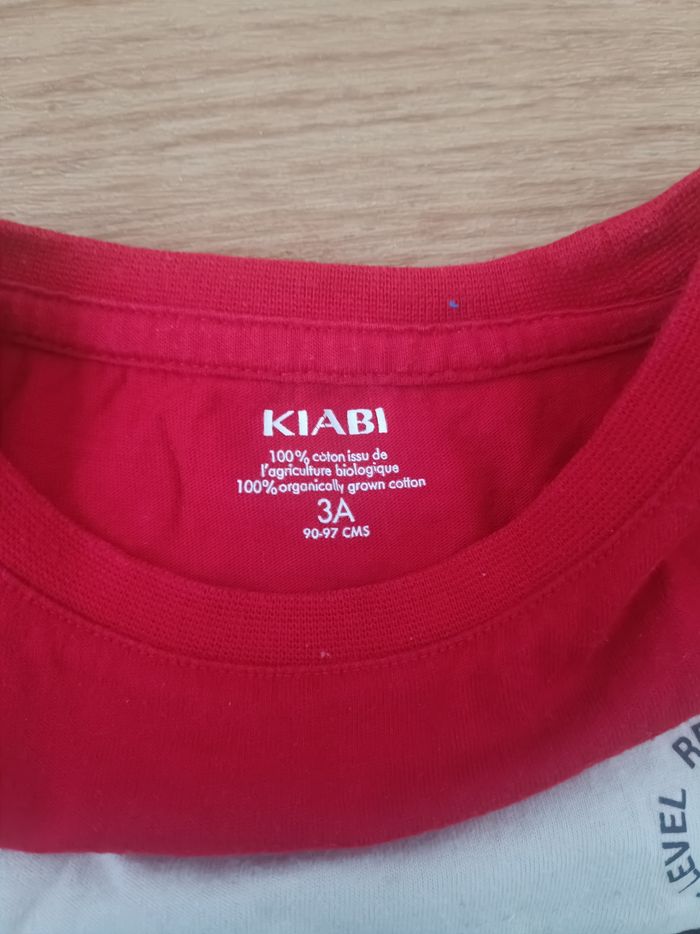 KIABI
100% coton issu de
l'agriculture biologique
100% organically grown cotton
3A
90-97 CMS